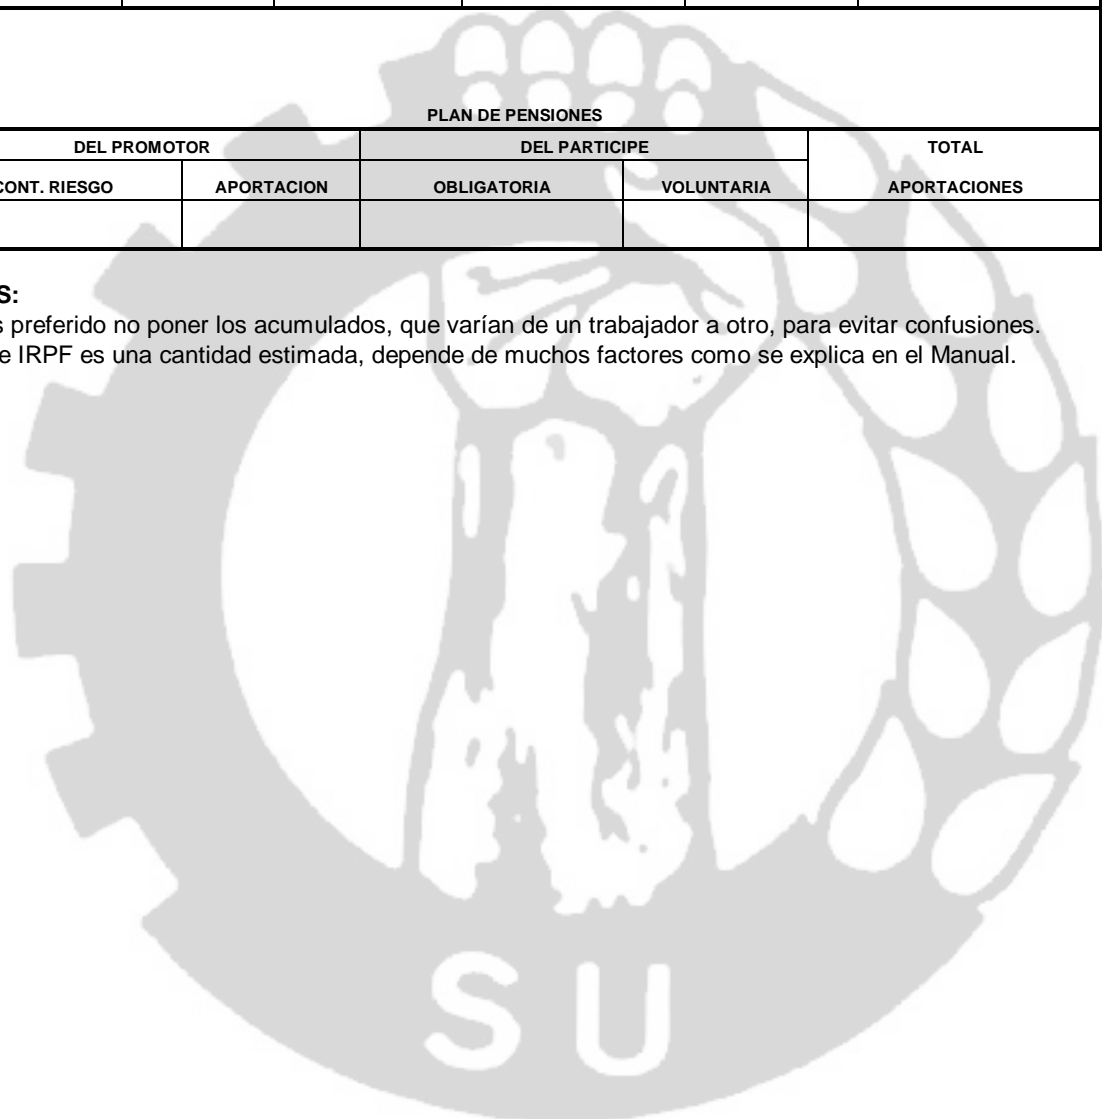 PLAN DE PENSIONES
DEL PROMOTOR DEL PARTICIPE TOTAL
CONT. RIESGO APORTACION OBLIGATORIA VOLUNTARIA APORTACIONES
S:
s preferido no poner los acumulados, que varían de un trabajador a otro, para evitar confusiones.
e IRPF es una cantidad estimada, depende de muchos factores como se explica en el Manual.
S U